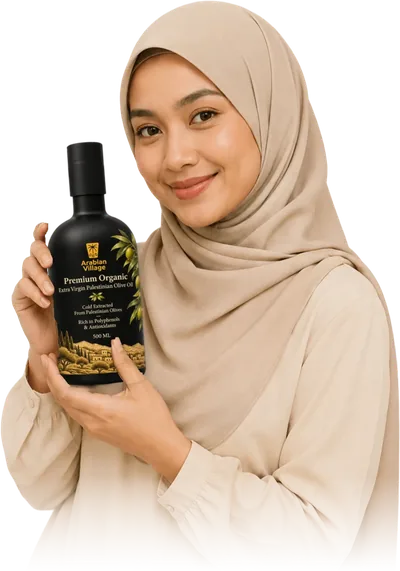 Arabian
Village
Premium Organic
Extra Virgin Palestinian Olive Oil
Cold Extracted
From Palestinian Olives
Rich in Polyphenols
& Antioxidants
500 ML